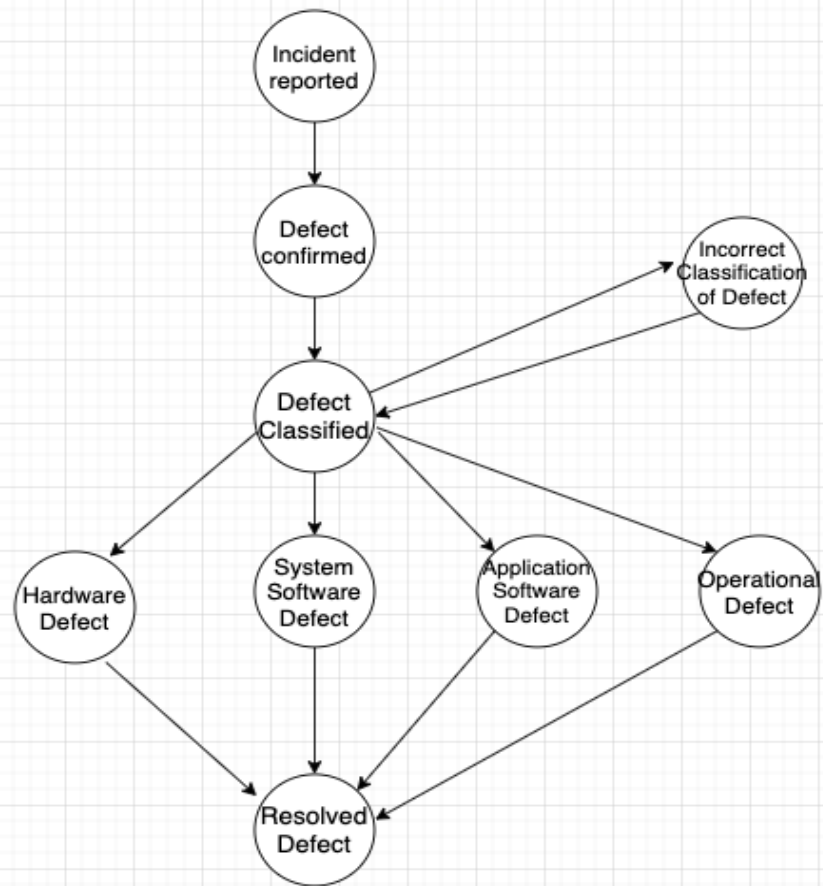 Incident
reported
Defect
confirmed
Incorrect
Classification
of Defect
Defect
Classified
Hardware
Defect
System
Software
Defect
Application
Software
Defect
Operational
Defect
Resolved
Defect